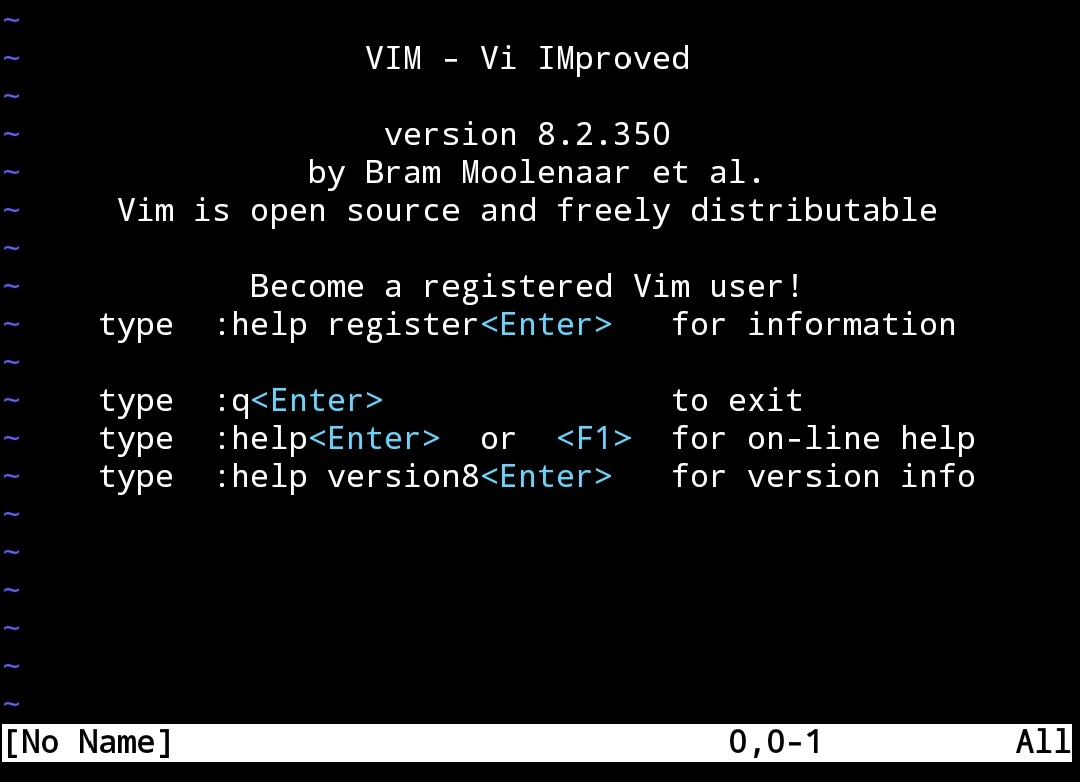 ~
~ VIM - Vi IMproved
~
~ version 8.2.350
~ by Bram Moolenaar et al.
~ Vim is open source and freely distributable
~
~ Become a registered Vim user!
~ type :help register<Enter> for information
~
~ type :q<Enter> to exit
~ type :help<Enter> or <F1> for on-line help
~ type :help version8<Enter> for version info
~
~
~
~
~
~
[No Name] 0,0-1 All